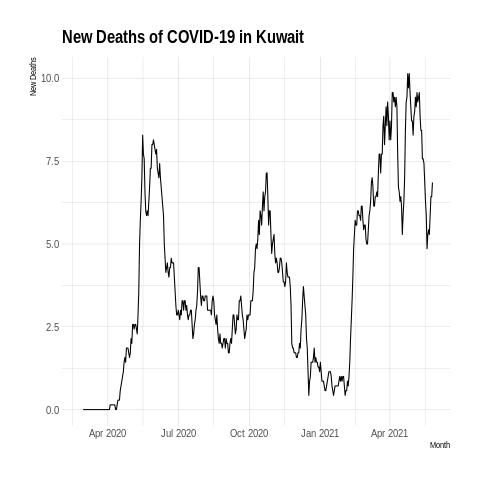 New Deaths of COVID-19 in Kuwait
New Deaths
10.0
7.5
5.0
2.5
0.0
Apr 2020 Jul 2020 Oct 2020 Jan 2021 Apr 2021
Month